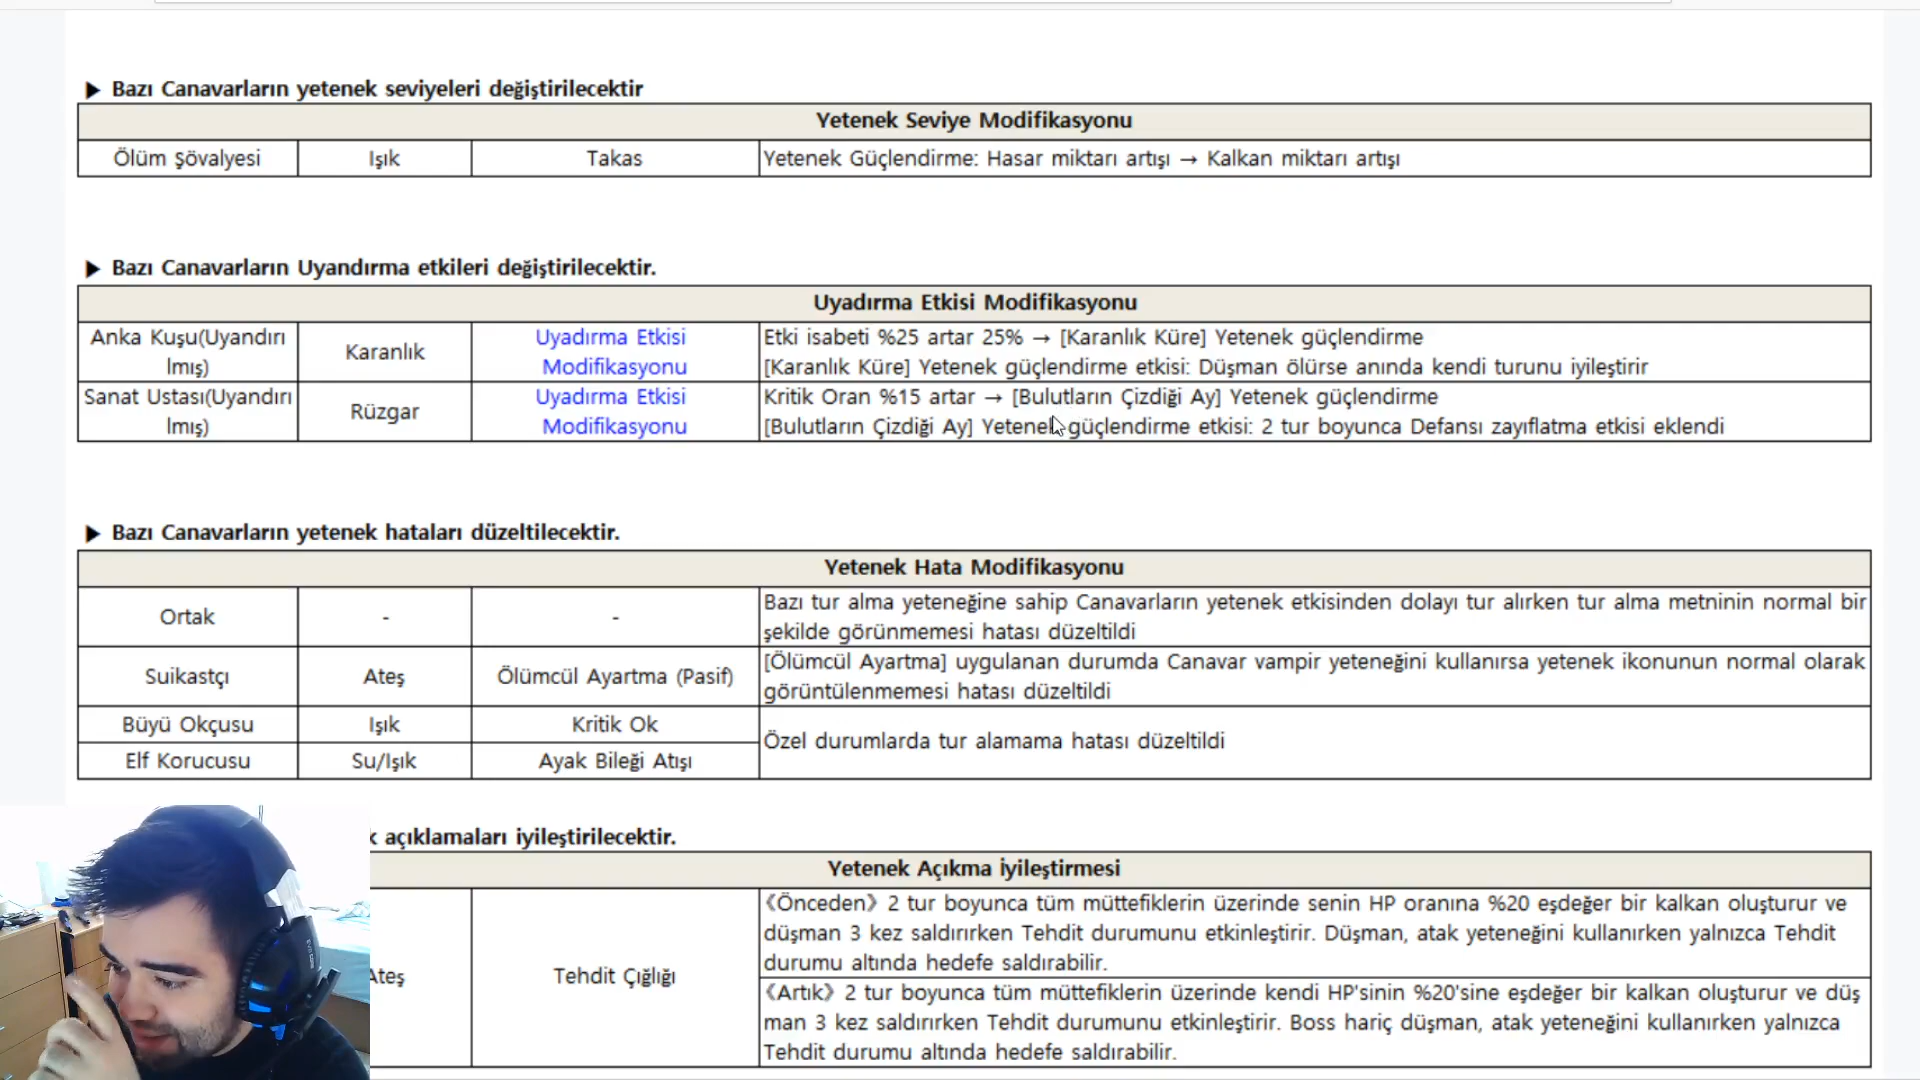 ▶ Bazı Canavarların yetenek seviyeleri değiştirilecektir
Yetenek Seviye Modifikasyonu
Ölüm Şövalyesi Işık Takas Yetenek Güçlendirme: Hasar miktarı artışı → Kalkan miktarı artışı
▶ Bazı Canavarların Uyandırma etkileri değiştirilecektir.
Uyadırma Etkisi Modifikasyonu
Anka Kuşu(Uyandırı
lmış)
Karanlık
Uyadırma Etkisi
Modifikasyonu
Etki isabeti %25 artar 25% → [Karanlık Küre] Yetenek güçlendirme
[Karanlık Küre] Yetenek güçlendirme etkisi: Düşman ölürse anında kendi turunu iyileştirir
Sanat Ustası(Uyandırı
lmış)
Rüzgar
Uyadırma Etkisi
Modifikasyonu
Kritik Oran %15 artar → [Bulutların Çizdiği Ay] Yetenek güçlendirme
[Bulutların Çizdiği Ay] Yetenek güçlendirme etkisi: 2 tur boyunca Defansı zayıflatma etkisi eklendi
▶ Bazı Canavarların yetenek hataları düzeltilecektir.
Yetenek Hata Modifikasyonu
Ortak - -
Bazı tur alma yeteneğine sahip Canavarların yetenek etkisinden dolayı tur alırken tur alma metninin normal bir
şekilde görünmemesi hatası düzeltildi
Suikastçı Ateş Ölümcül Ayartma (Pasif)
[Ölümcül Ayartma] uygulanan durumda Canavar vampir yeteneğini kullanırsa yetenek ikonunun normal olarak
görüntülenmemesi hatası düzeltildi
Büyü Okçusu Işık Kritik Ok
Elf Korucusu Su/Işık Ayak Bileği Atışı
Özel durumlarda tur alamama hatası düzeltildi
k açıklamaları iyileştirilecektir.
Yetenek Açıkma İyileştirmesi
Ateş Tehdit Çığlığı
《Önceden》 2 tur boyunca tüm müttefiklerin üzerinde senin HP oranına %20 eşdeğer bir kalkan oluşturur ve
düşman 3 kez saldırırken Tehdit durumunu etkinleştirir. Düşman, atak yeteneğini kullanırken yalnızca Tehdit
durumu altında hedefe saldırabilir.
《Artık》 2 tur boyunca tüm müttefiklerin üzerinde kendi HP'sinin %20'sine eşdeğer bir kalkan oluşturur ve düş
man 3 kez saldırırken Tehdit durumunu etkinleştirir. Boss hariç düşman, atak yeteneğini kullanırken yalnızca
Tehdit durumu altında hedefe saldırabilir.